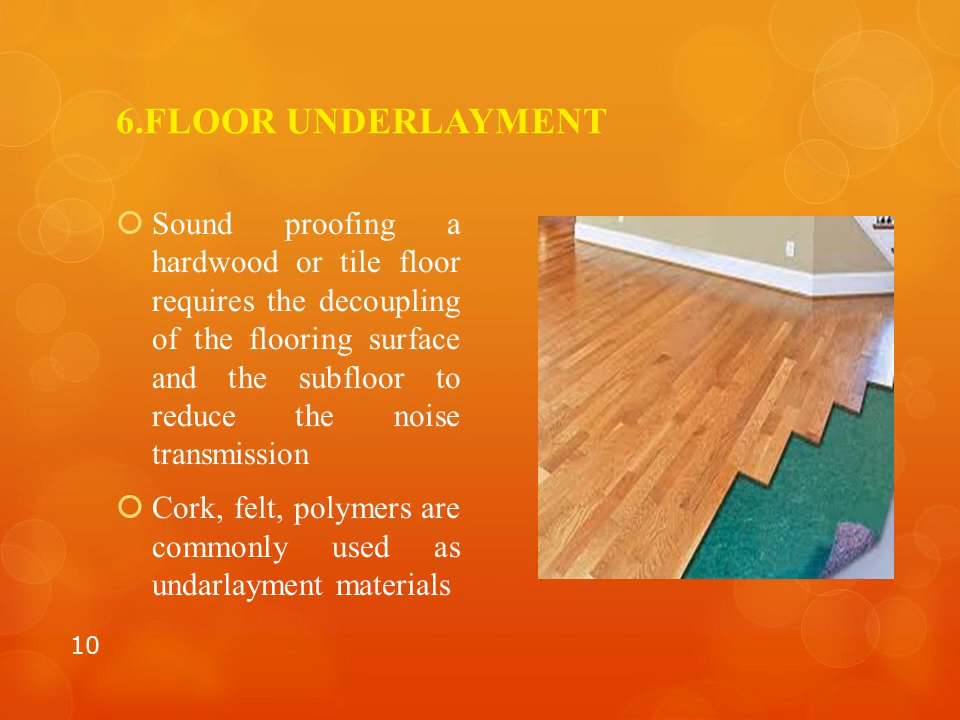 6.FLOOR UNDERLAYMENT
Sound proofing a
hardwood or tile floor
requires the decoupling
of the flooring surface
and the subfloor to
reduce the noise
transmission
Cork, felt, polymers are
commonly used as
undarlayment materials
10